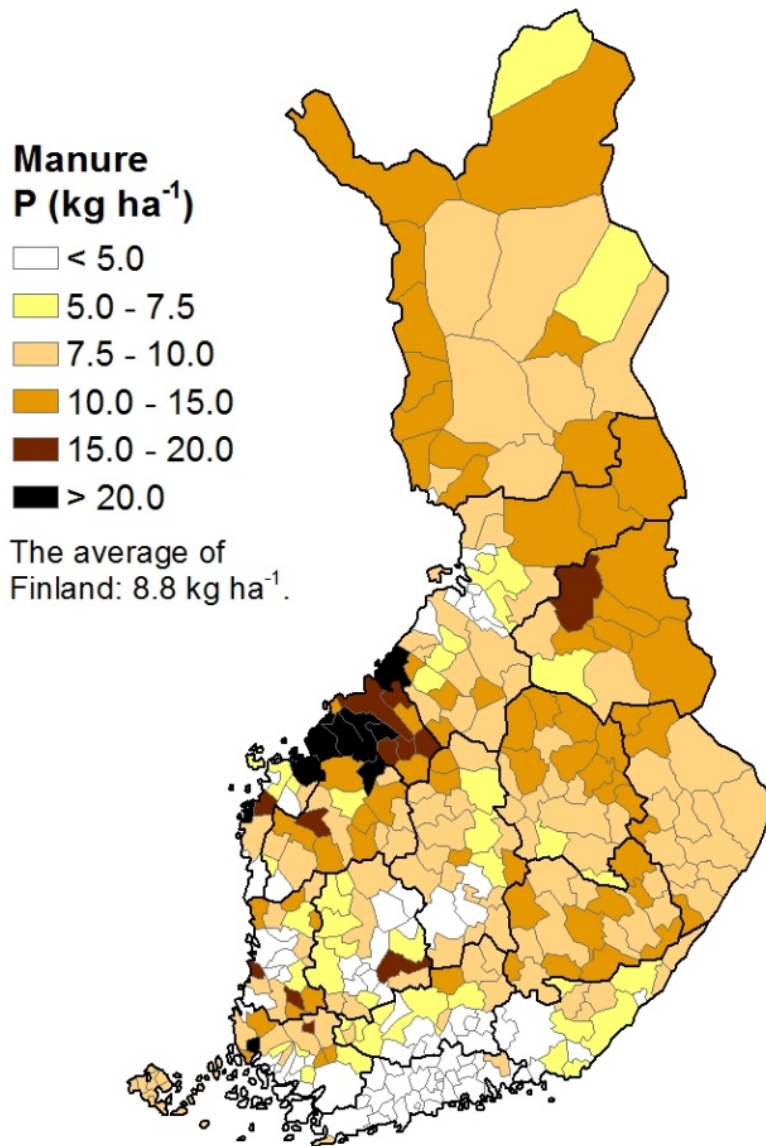 Manure
P (kg ha⁻¹)
< 5.0
5.0 - 7.5
7.5 - 10.0
10.0 - 15.0
15.0 - 20.0
> 20.0
The average of
Finland: 8.8 kg ha⁻¹.